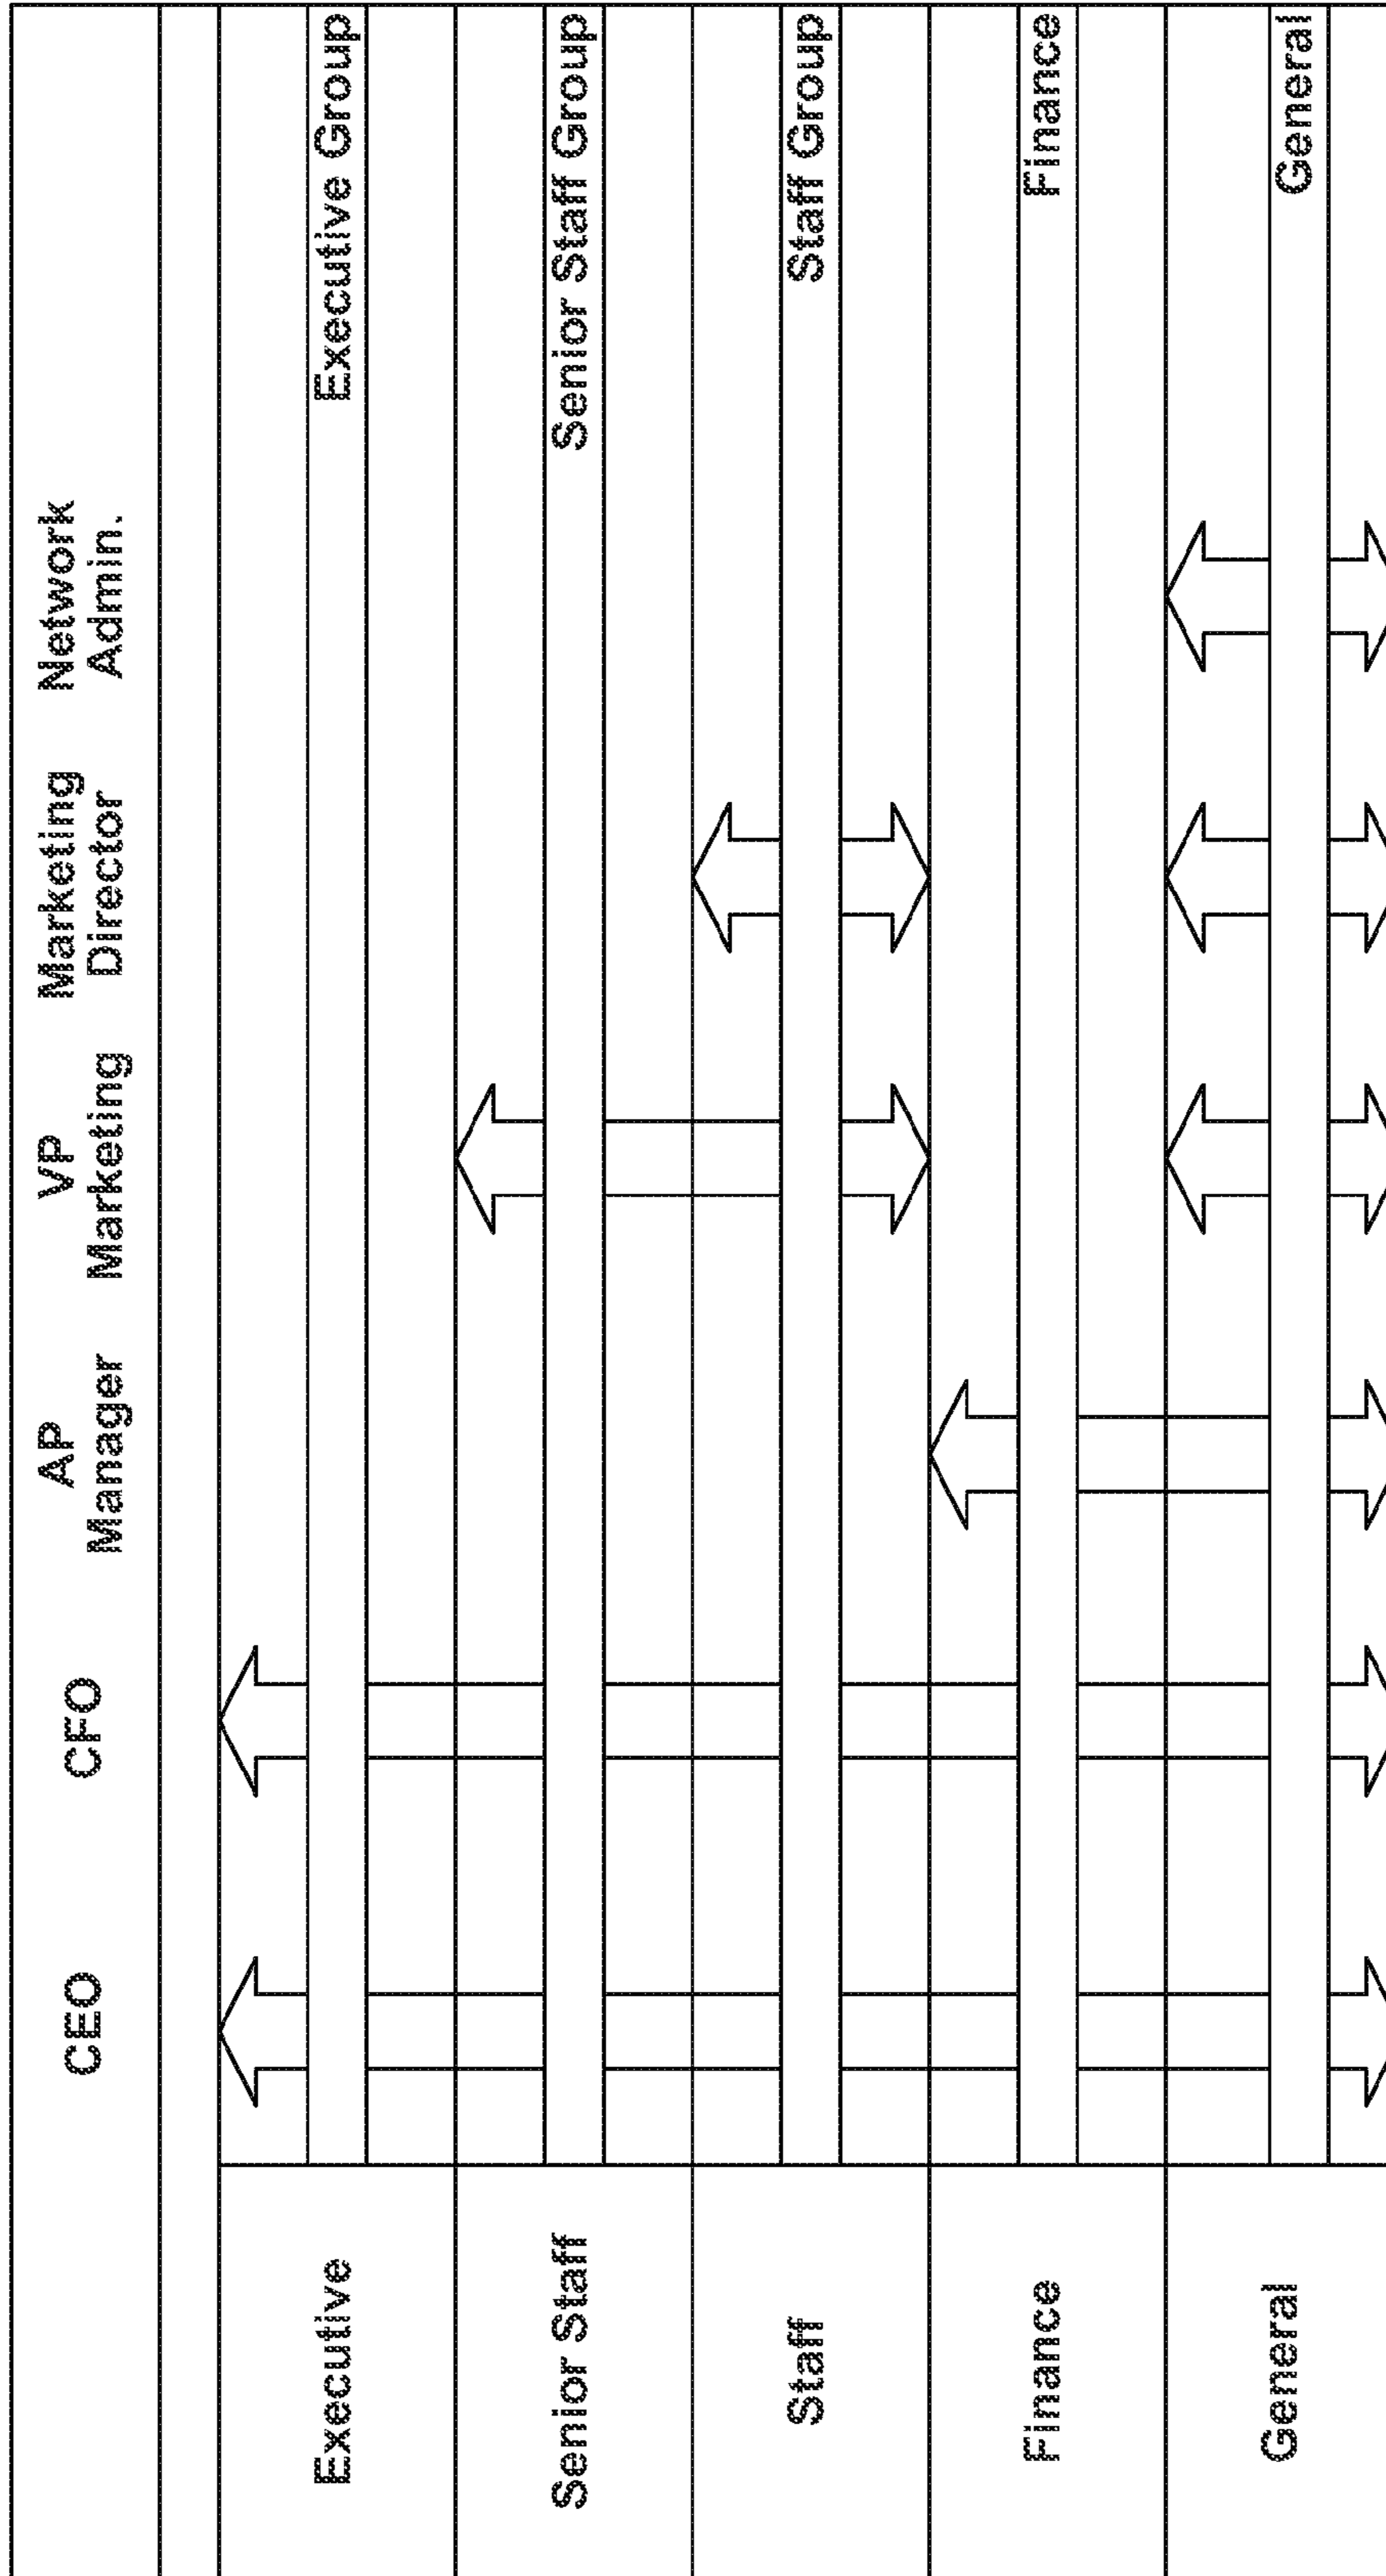 CEO
CFO
AP
Manager
VP
Marketing
Marketing
Director
Network
Admin.
Executive
Executive Group
Senior Staff
Senior Staff Group
Staff
Staff Group
Finance
Finance
General
General